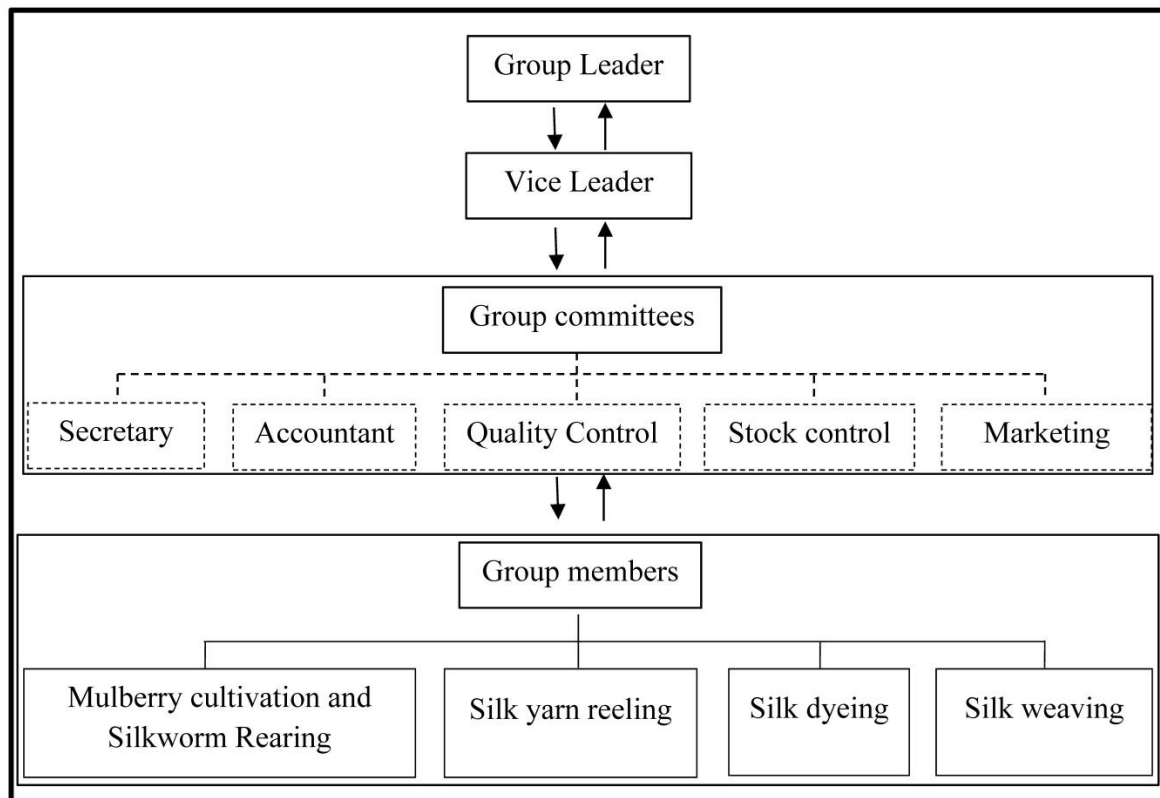 Group Leader
Vice Leader
Group committees
Secretary
Accountant
Quality Control
Stock control
Marketing
Group members
Mulberry cultivation and
Silkworm Rearing
Silk yarn reeling
Silk dyeing
Silk weaving